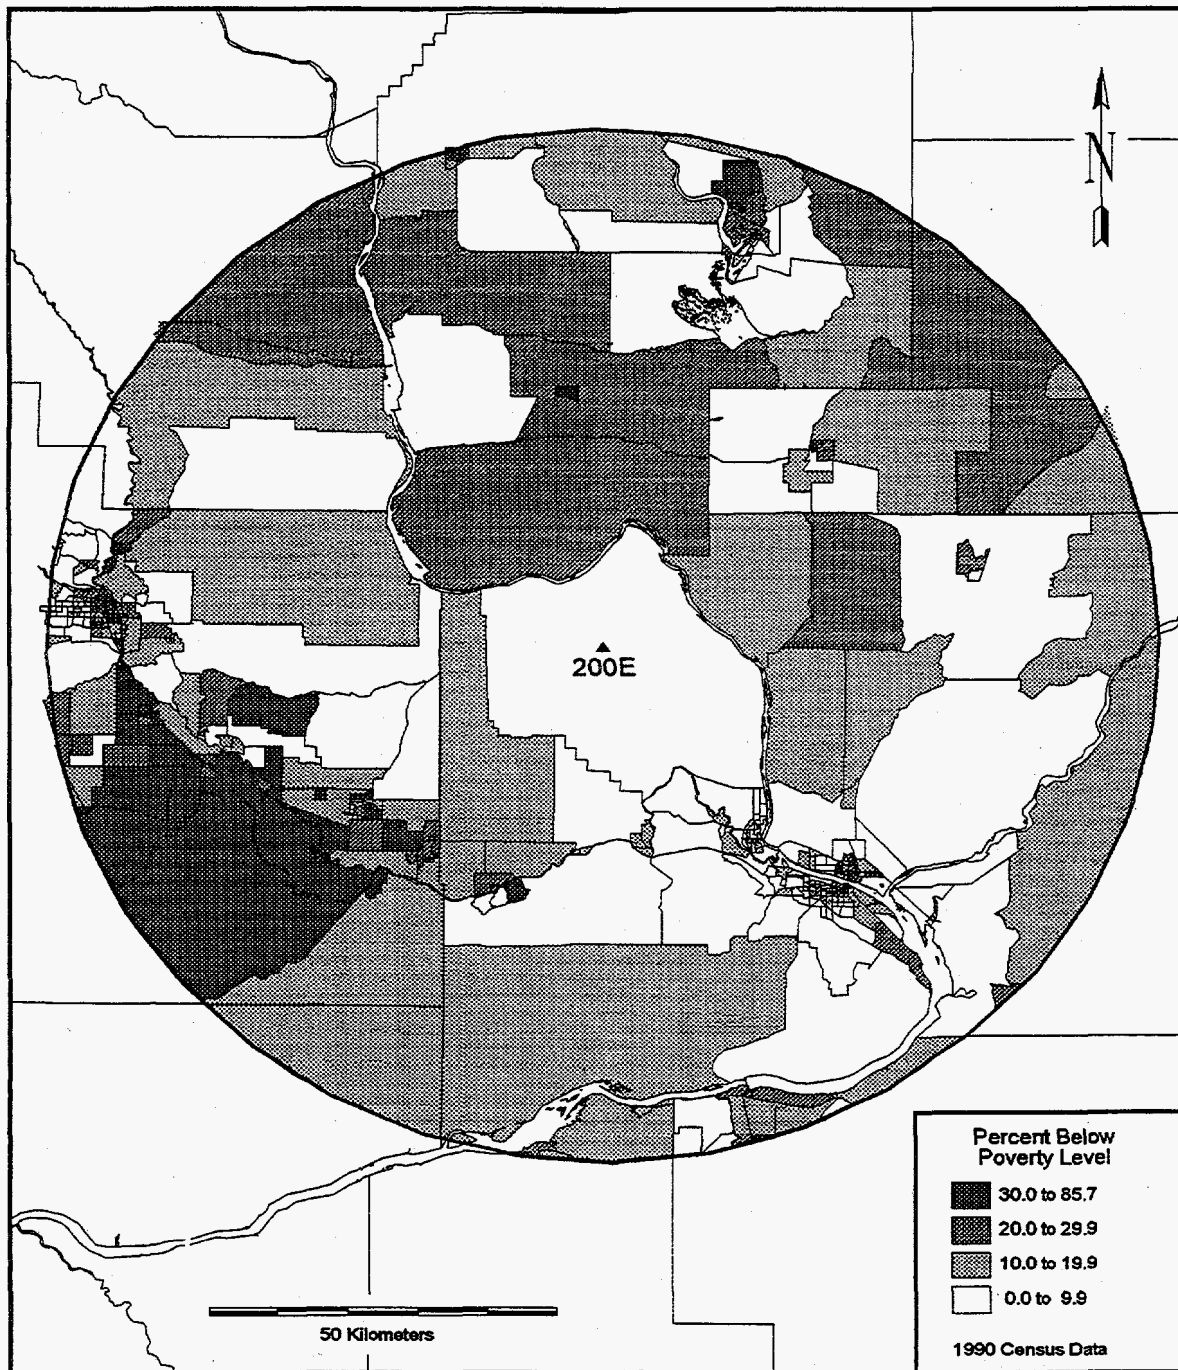 N
200E
Percent Below
Poverty Level
30.0 to 85.7
20.0 to 29.9
10.0 to 19.9
0.0 to 9.9
1990 Census Data
50 Kilometers